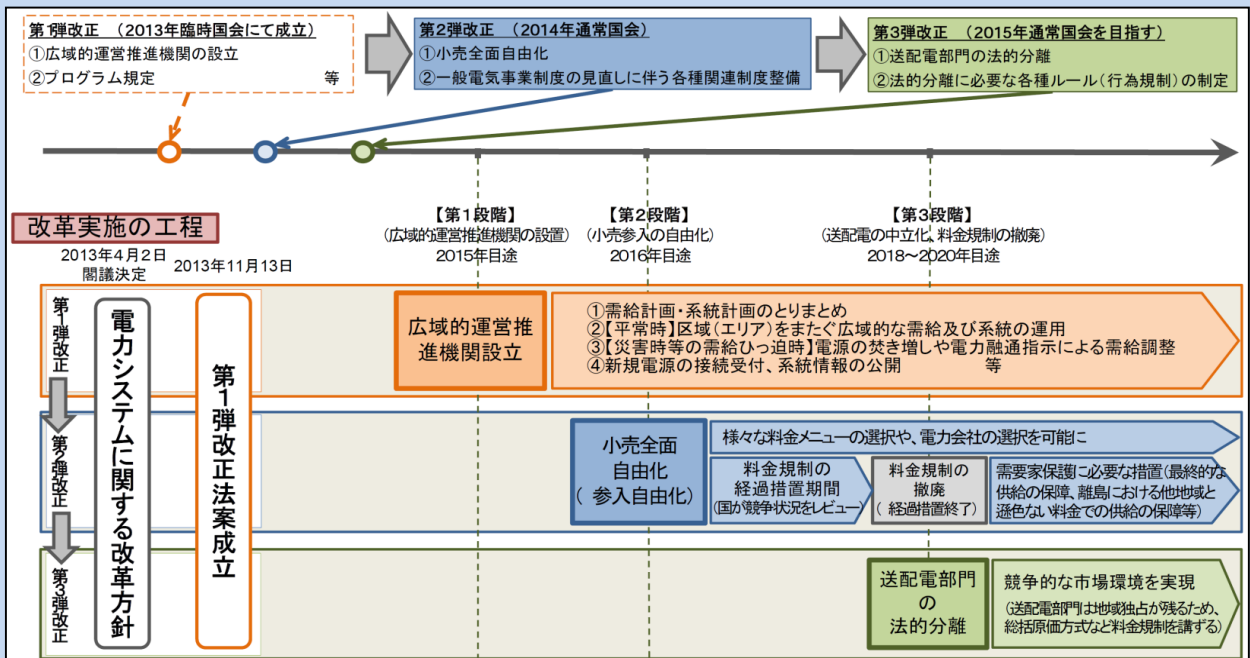 第1弾改正 (2013年臨時国会にて成立)
①広域的運営推進機関の設立
②プログラム規定 等
第2弾改正 (2014年通常国会)
①小売全面自由化
②一般電気事業制度の見直しに伴う各種関連制度整備
第3弾改正 (2015年通常国会を目指す)
①送配電部門の法的分離
②法的分離に必要な各種ルール(行為規制)の制定
改革実施の工程
【第1段階】
(広域的運営推進機関の設置)
2015年目途
【第2段階】
(小売参入の自由化)
2016年目途
【第3段階】
(送配電の中立化、料金規制の撤廃)
2018～2020年目途
2013年4月2日
閣議決定
2013年11月13日
第1弾改正
第2弾改正
第3弾改正
電力システムに関する改革方針
第1弾改正法案成立
広域的運営推
進機関設立
①需給計画・系統計画のとりまとめ
②【平常時】区域(エリア)をまたぐ広域的な需給及び系統の運用
③【災害時等の需給ひっ迫時】電源の焚き増しや電力融通指示による需給調整
④新規電源の接続受付、系統情報の公開 等
小売全面
自由化
( 参入自由化)
様々な料金メニューの選択や、電力会社の選択を可能に
料金規制の
経過措置期間
(国が競争状況をレビュー)
料金規制の
撤廃
( 経過措置終了)
需要家保護に必要な措置(最終的な
供給の保障、離島における他地域と
遜色ない料金での供給の保障等)
送配電部門
の
法的分離
競争的な市場環境を実現
(送配電部門は地域独占が残るため、
総括原価方式など料金規制を講ずる)